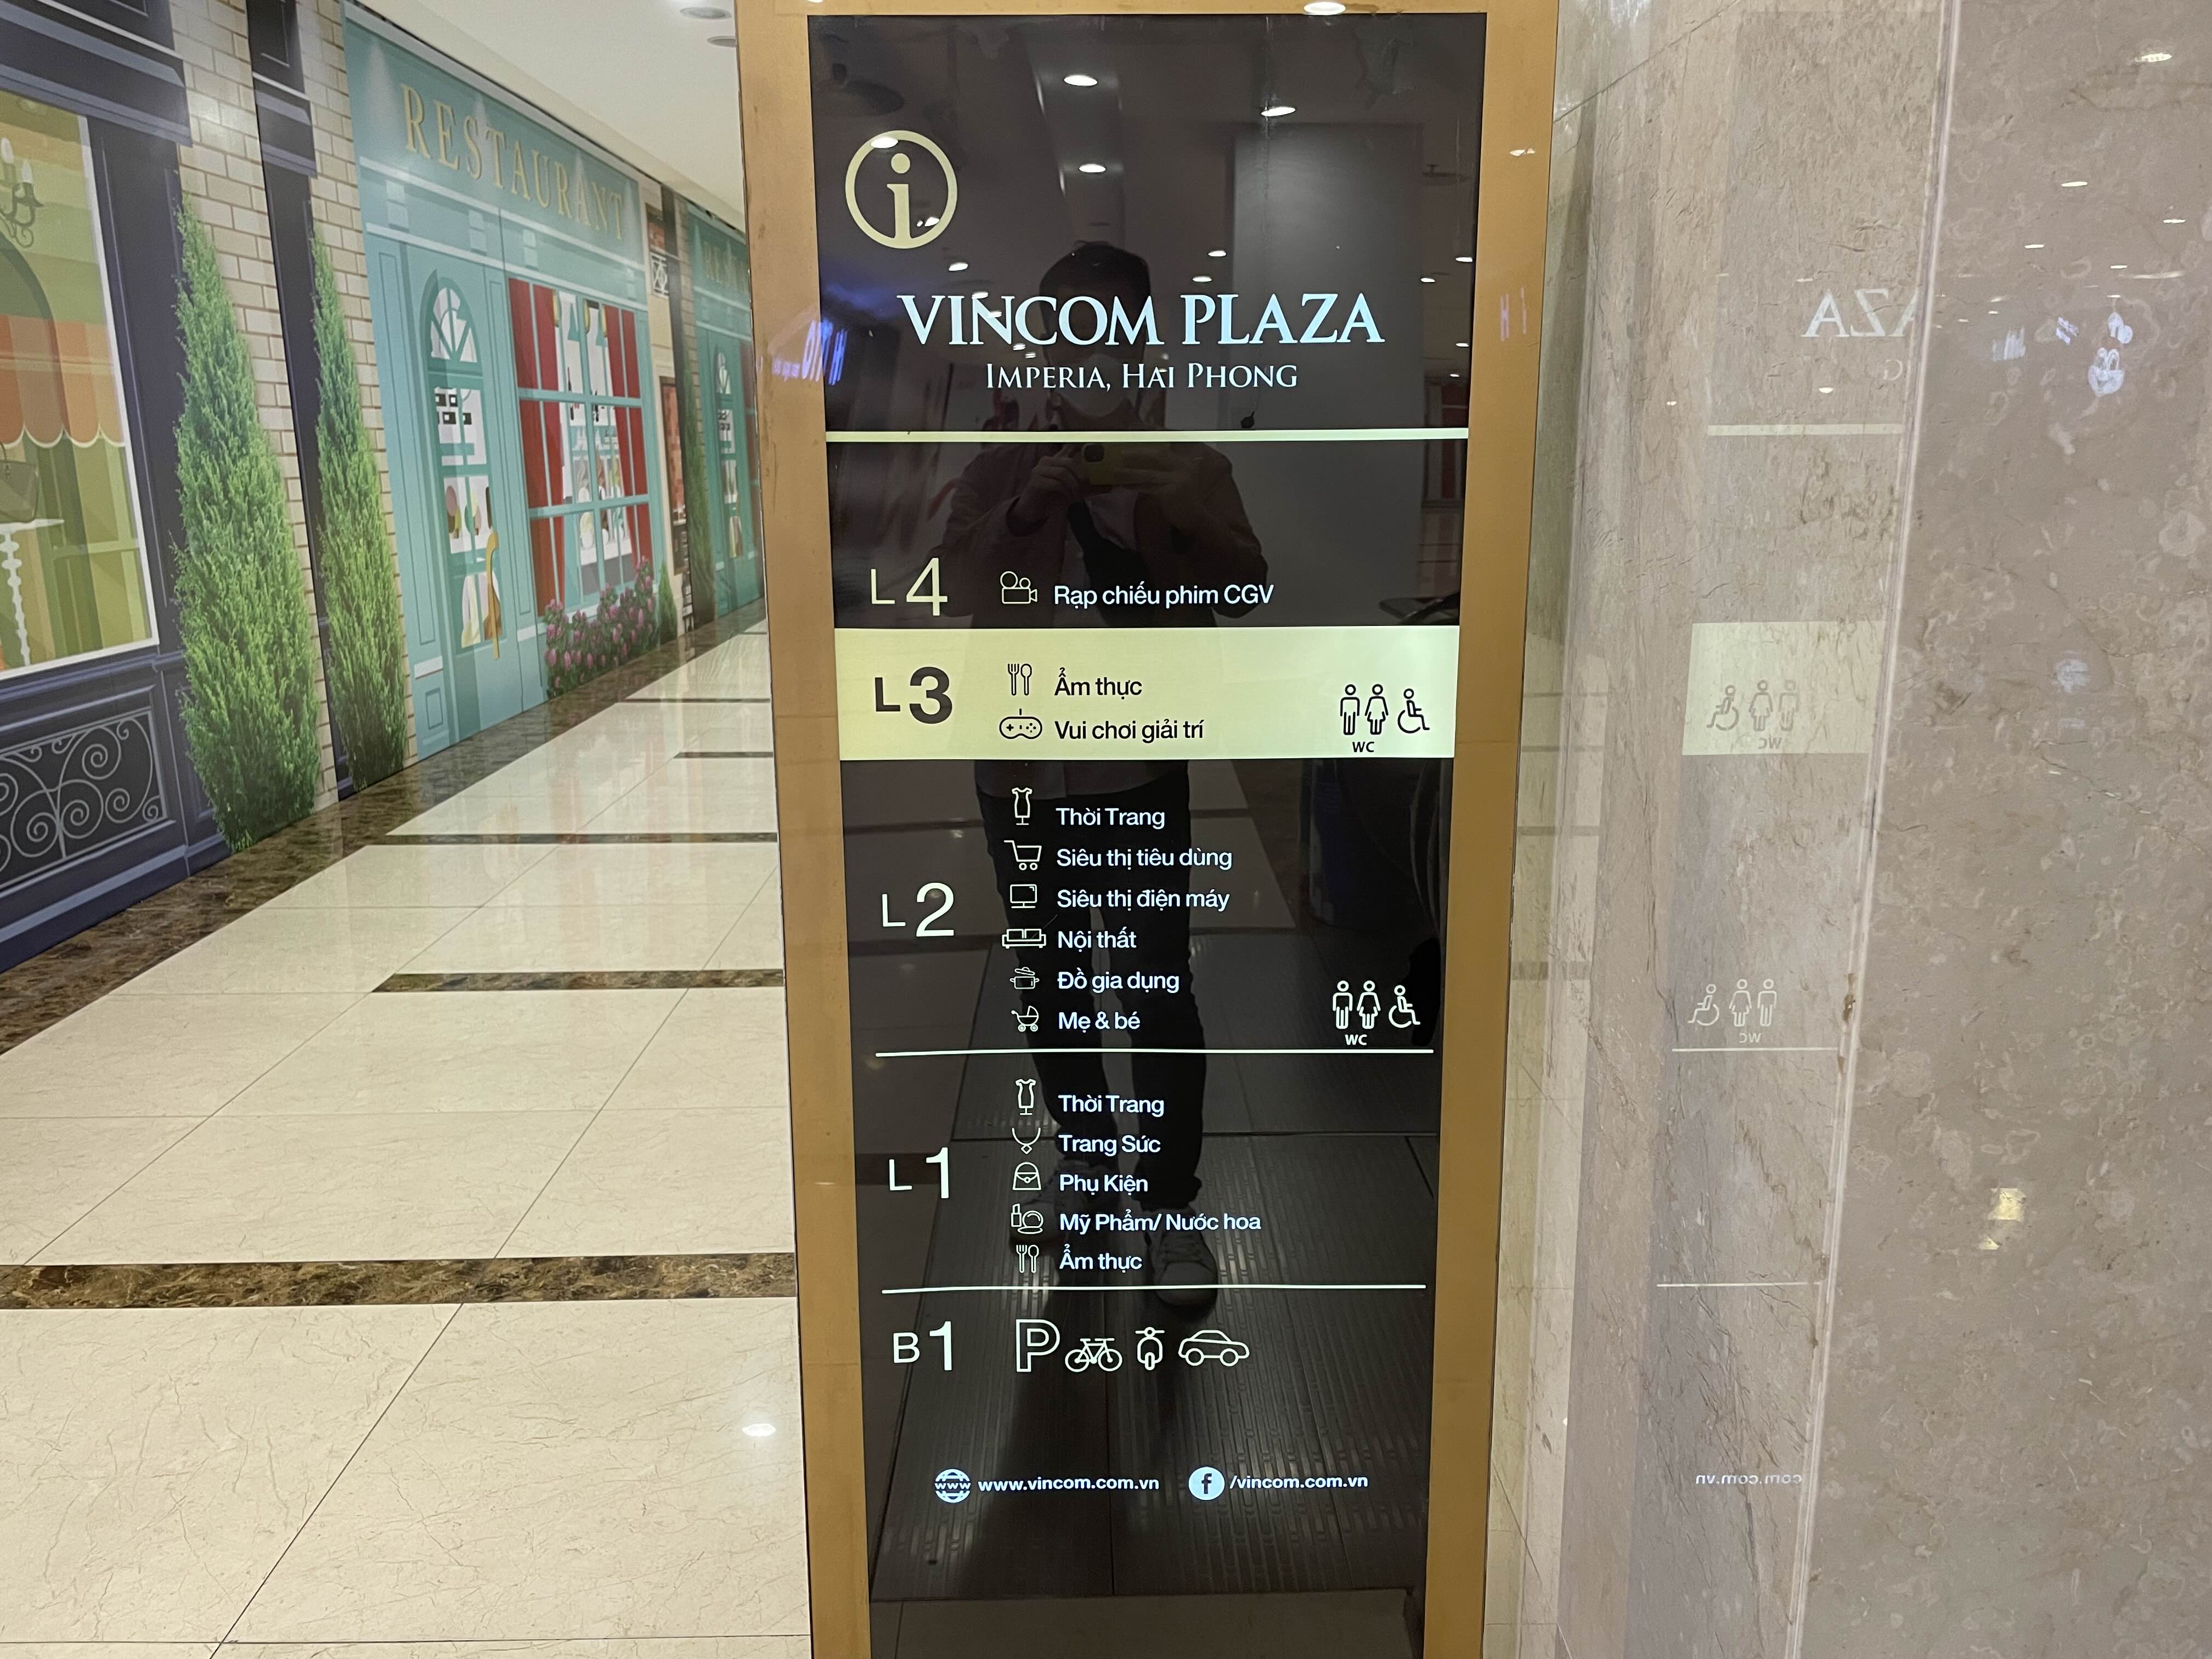 RESTAURANT
VINCOM PLAZA
IMPERIA, HẢI PHÒNG
L4
Rạp chiếu phim CGV
L3
Ẩm thực
Vui chơi giải trí
WC
L2
Thời Trang
Siêu thị tiêu dùng
Siêu thị điện máy
Nội thất
Đồ gia dụng
Mẹ & bé
WC
L1
Thời Trang
Trang Sức
Phụ Kiện
Mỹ Phẩm/ Nước hoa
Ẩm thực
B1
P
www www.vincom.com.vn
f /vincom.com.vn